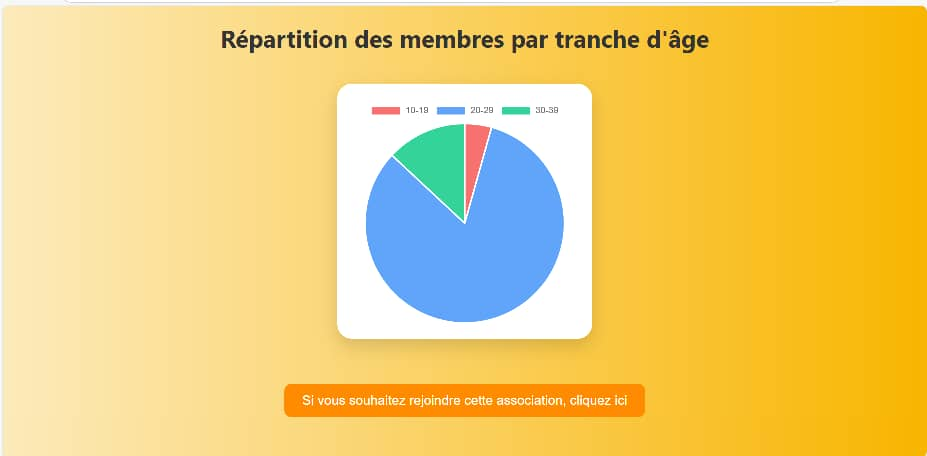 Répartition des membres par tranche d'âge
10-19 20-29 30-39
Si vous souhaitez rejoindre cette association, cliquez ici